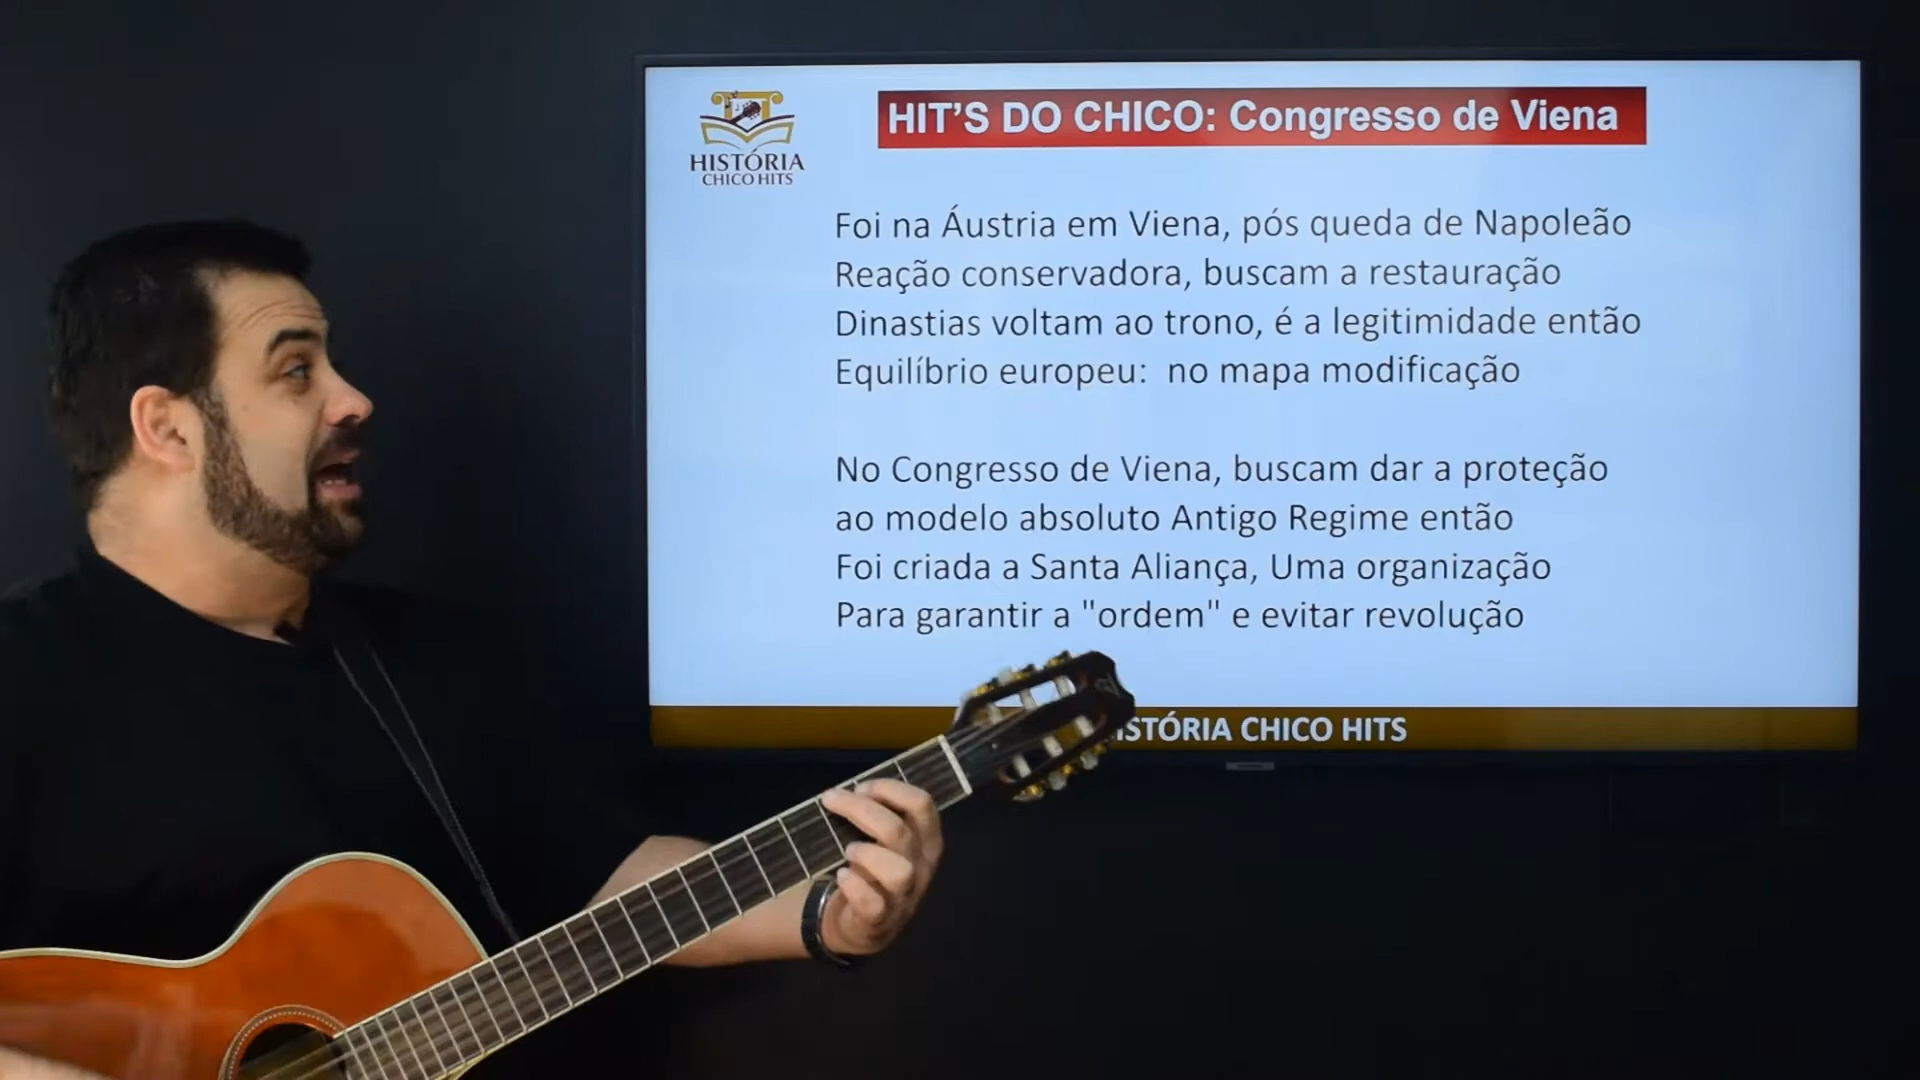 HIT'S DO CHICO: Congresso de Viena
HISTÓRIA
CHICO HITS
Foi na Áustria em Viena, pós queda de Napoleão
Reação conservadora, buscam a restauração
Dinastias voltam ao trono, é a legitimidade então
Equilíbrio europeu: no mapa modificação
No Congresso de Viena, buscam dar a proteção
ao modelo absoluto Antigo Regime então
Foi criada a Santa Aliança, Uma organização
Para garantir a "ordem" e evitar revolução
ISTÓRIA CHICO HITS